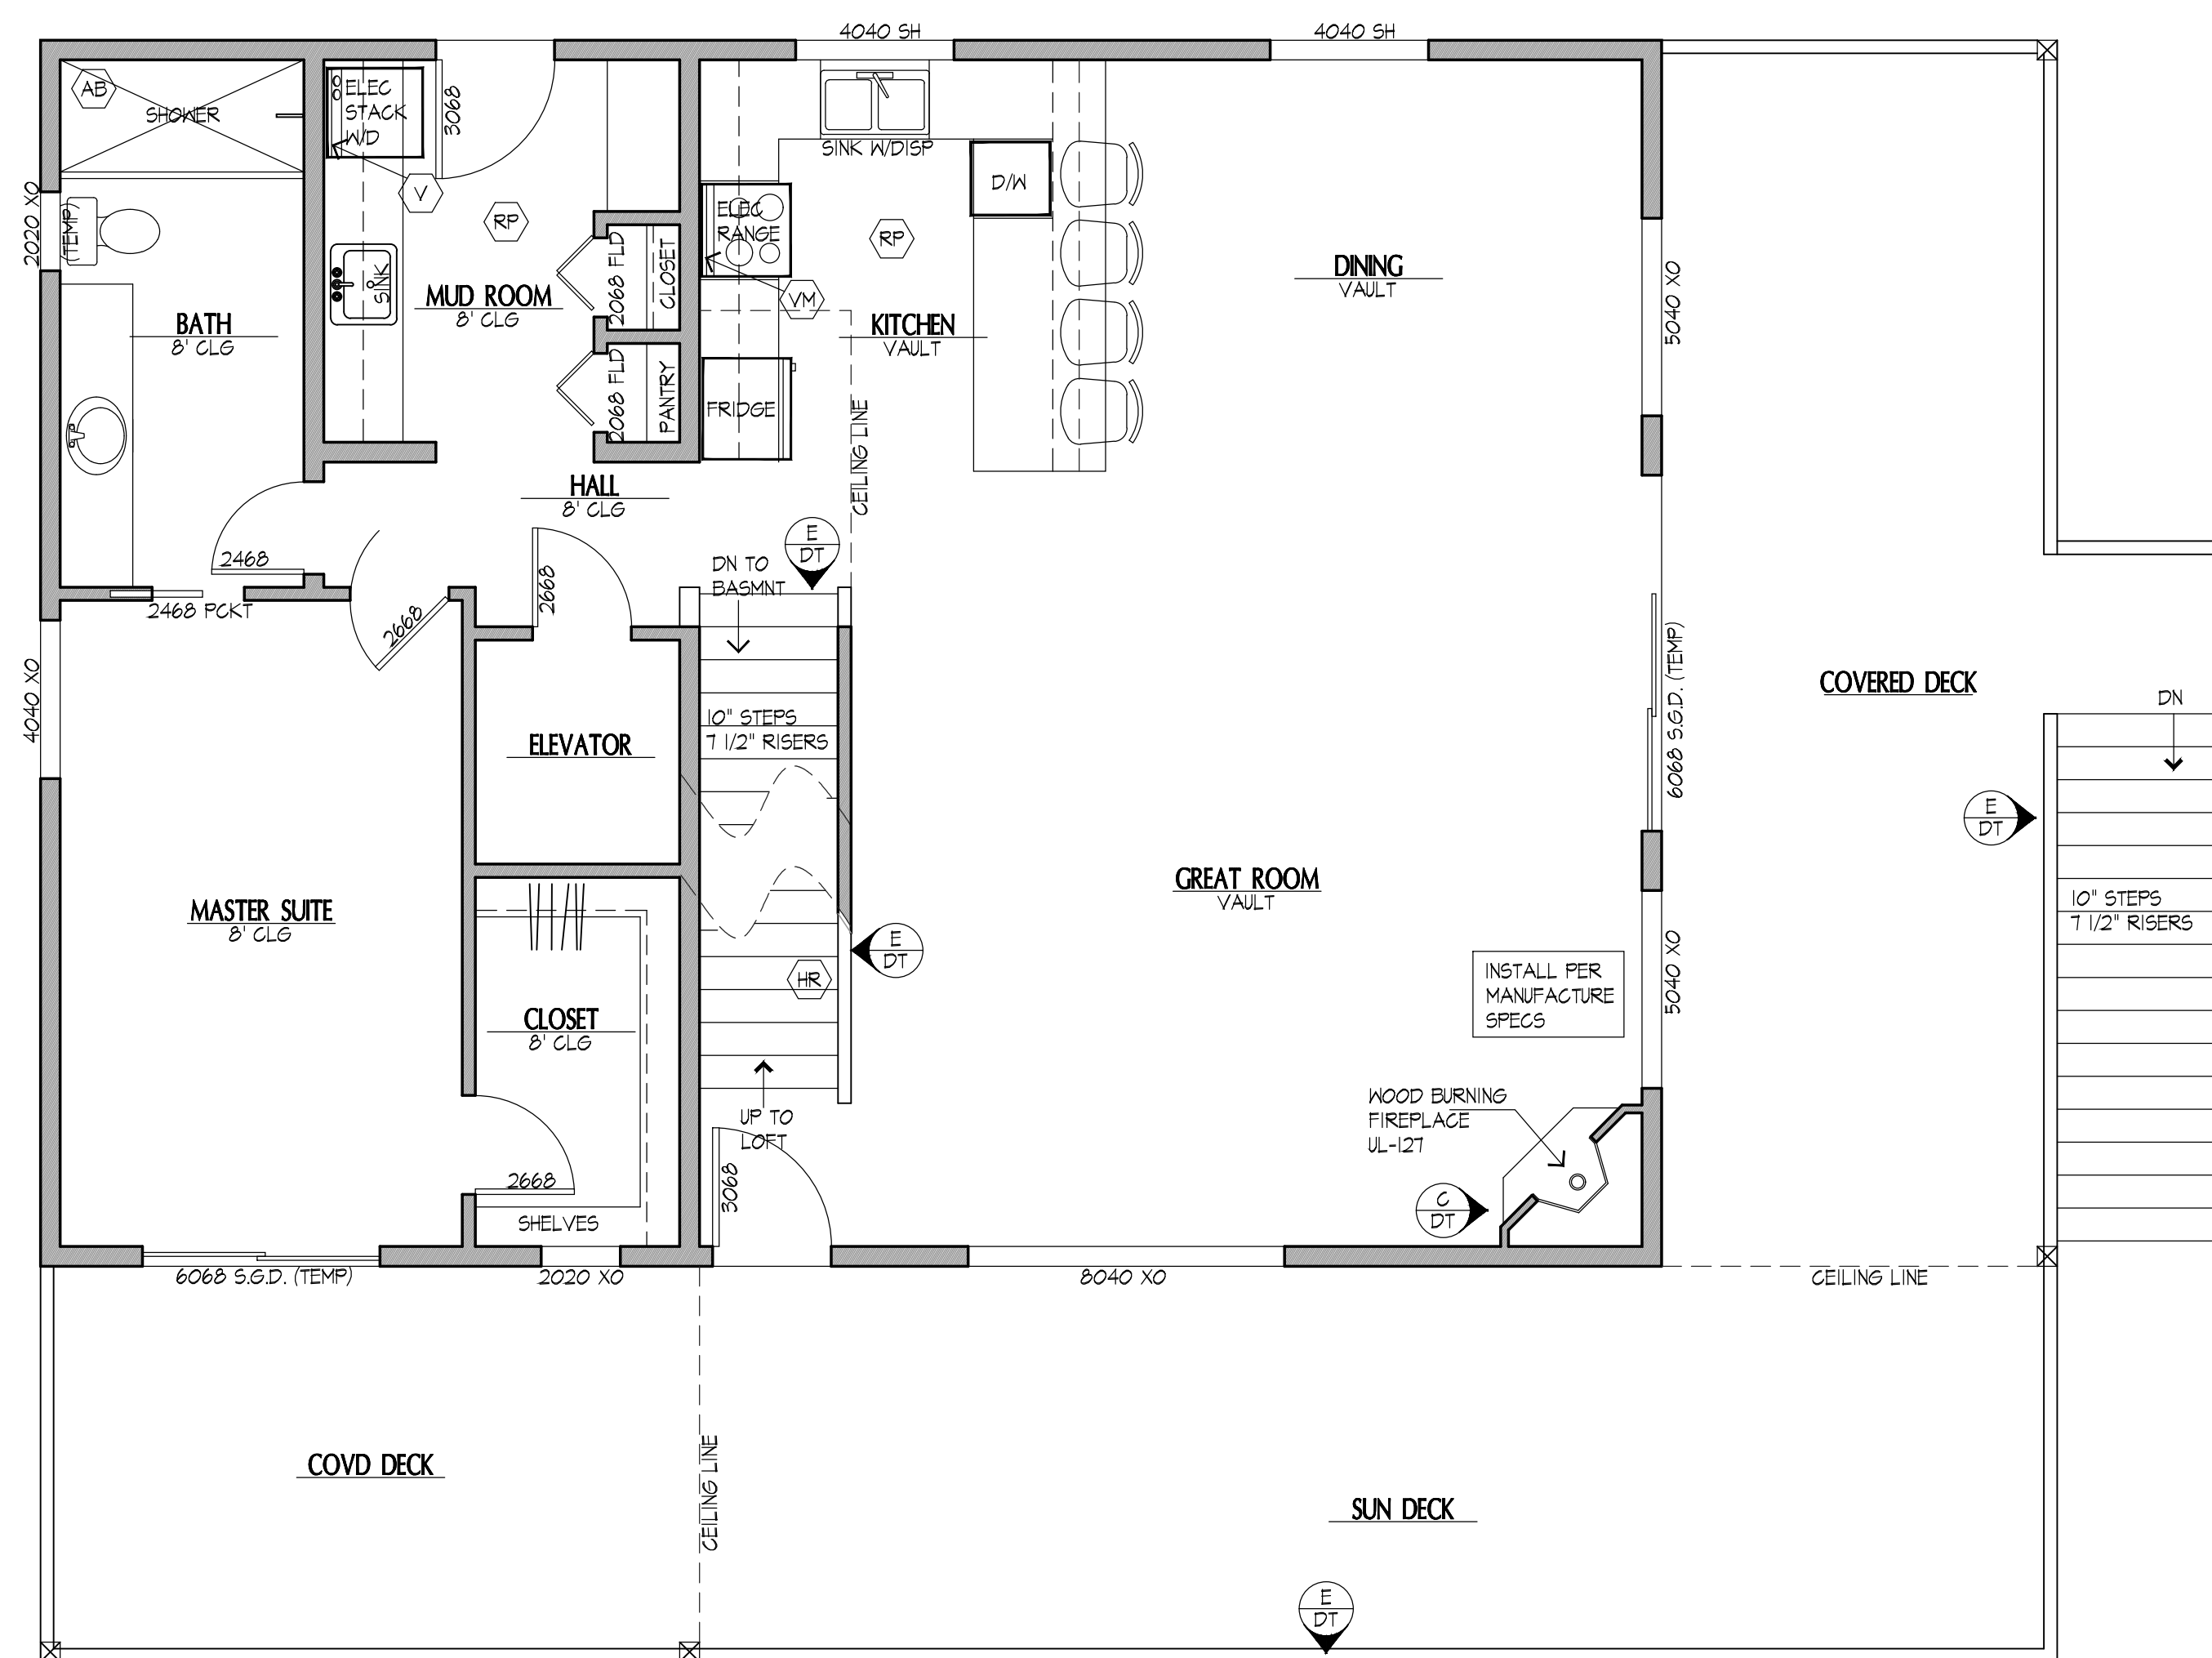 4040 SH
4040 SH
AB
SHOWER
ELEC
STACK
W/D
3068
V
RP
SINK W/DISP
D/W
ELEC
RANGE
RP
2020 XO
(TEMP)
SINK
2068 FLD
CLOSET
VM
MUD ROOM
8' CLG
BATH
8' CLG
KITCHEN
VAULT
DINING
VAULT
5040 XO
2068 FLD
PANTRY
FRIDGE
CEILING LINE
HALL
8' CLG
2468
2468 PCKT
2668
2668
DN TO
BASMNT
E
DT
4040 XO
6068 S.G.D. (TEMP)
COVERED DECK
DN
10" STEPS
7 1/2" RISERS
ELEVATOR
E
DT
GREAT ROOM
VAULT
10" STEPS
7 1/2" RISERS
MASTER SUITE
8' CLG
E
DT
HR
5040 XO
INSTALL PER
MANUFACTURE
SPECS
CLOSET
8' CLG
UP TO
LOFT
WOOD BURNING
FIREPLACE
UL-127
2668
3068
C
DT
SHELVES
6068 S.G.D. (TEMP)
2020 XO
8040 XO
CEILING LINE
COVD DECK
CEILING LINE
SUN DECK
E
DT